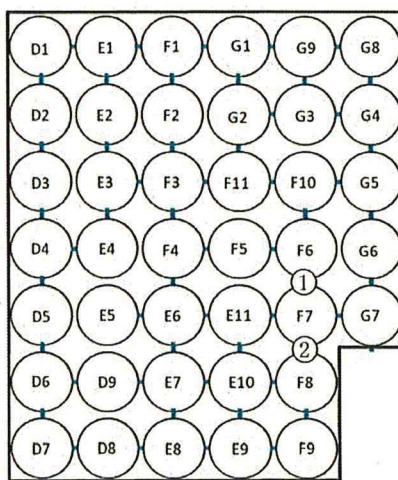 D1 E1 F1 G1 G9 G8
D2 E2 F2 G2 G3 G4
D3 E3 F3 F11 F10 G5
D4 E4 F4 F5 F6 G6
①
D5 E5 E6 E11 F7 G7
②
D6 D9 E7 E10 F8
D7 D8 E8 E9 F9